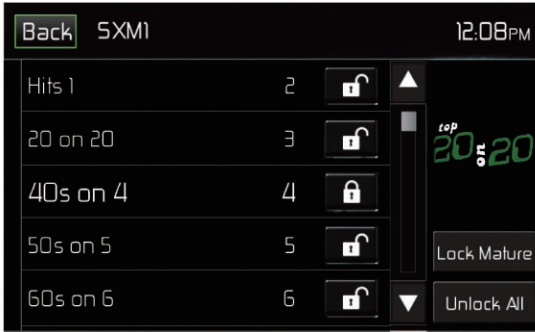 Back SXM1 12:08PM
Hits 1 2
20 on 20 3
top
20 on 20
40s on 4 4
50s on 5 5
Lock Mature
60s on 6 6
Unlock All